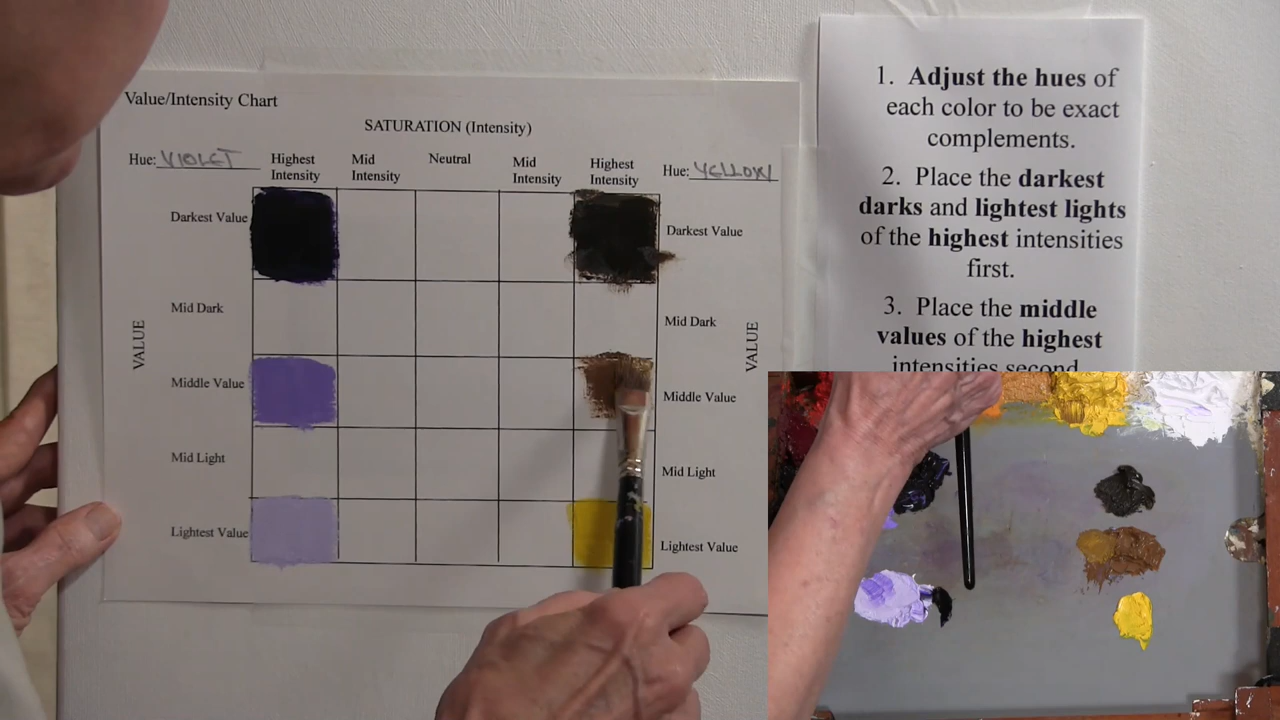 Value/Intensity Chart
SATURATION (Intensity)
Hue: VIOLET
Highest
Intensity
Mid
Intensity
Neutral
Mid
Intensity
Highest
Intensity
Hue: YELLOW
Darkest Value
Darkest Value
Mid Dark
Mid Dark
VALUE
VALUE
Middle Value
Middle Value
Mid Light
Mid Light
Lightest Value
Lightest Value
1. Adjust the hues of
each color to be exact
complements.
2. Place the darkest
darks and lightest lights
of the highest intensities
first.
3. Place the middle
values of the highest
intensities second